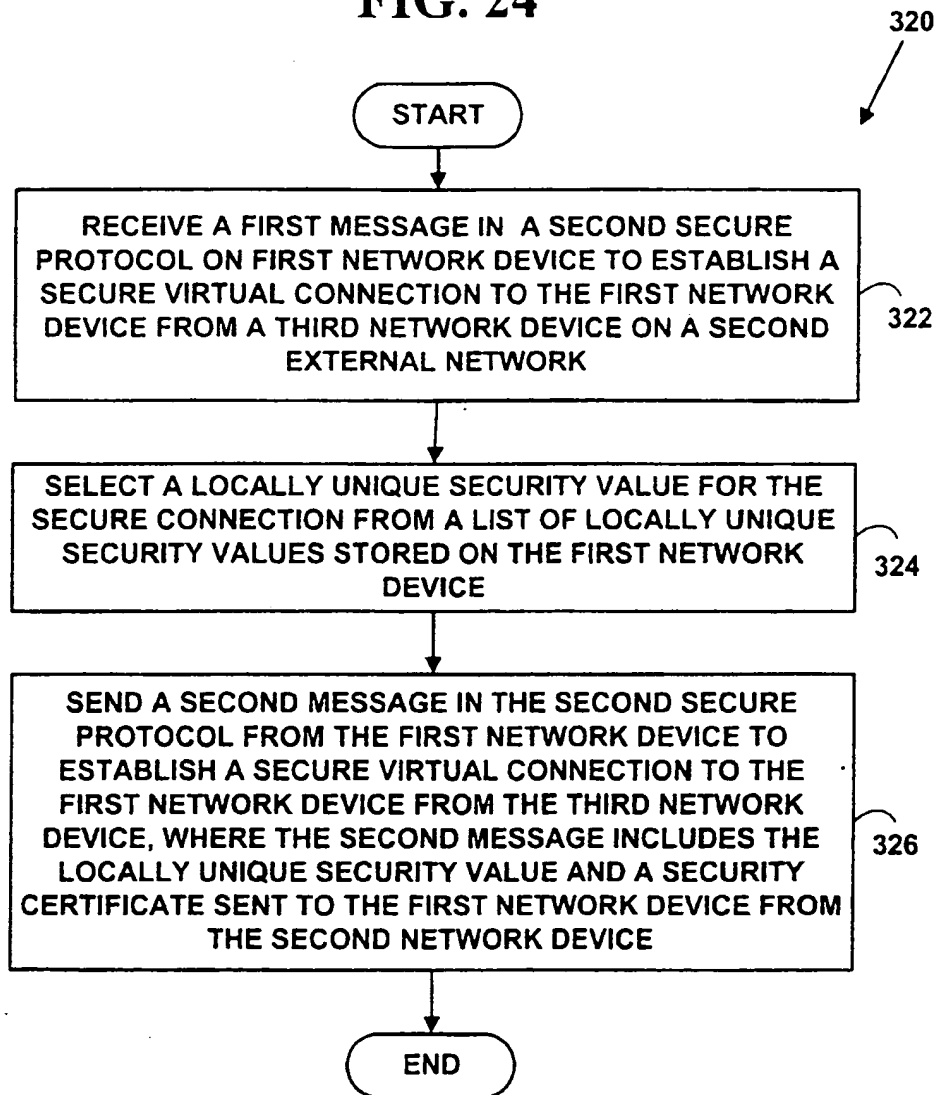 FIG. 24
320
START
RECEIVE A FIRST MESSAGE IN A SECOND SECURE
PROTOCOL ON FIRST NETWORK DEVICE TO ESTABLISH A
SECURE VIRTUAL CONNECTION TO THE FIRST NETWORK
DEVICE FROM A THIRD NETWORK DEVICE ON A SECOND
EXTERNAL NETWORK
322
SELECT A LOCALLY UNIQUE SECURITY VALUE FOR THE
SECURE CONNECTION FROM A LIST OF LOCALLY UNIQUE
SECURITY VALUES STORED ON THE FIRST NETWORK
DEVICE
324
SEND A SECOND MESSAGE IN THE SECOND SECURE
PROTOCOL FROM THE FIRST NETWORK DEVICE TO
ESTABLISH A SECURE VIRTUAL CONNECTION TO THE
FIRST NETWORK DEVICE FROM THE THIRD NETWORK
DEVICE, WHERE THE SECOND MESSAGE INCLUDES THE
LOCALLY UNIQUE SECURITY VALUE AND A SECURITY
CERTIFICATE SENT TO THE FIRST NETWORK DEVICE FROM
THE SECOND NETWORK DEVICE
326
END